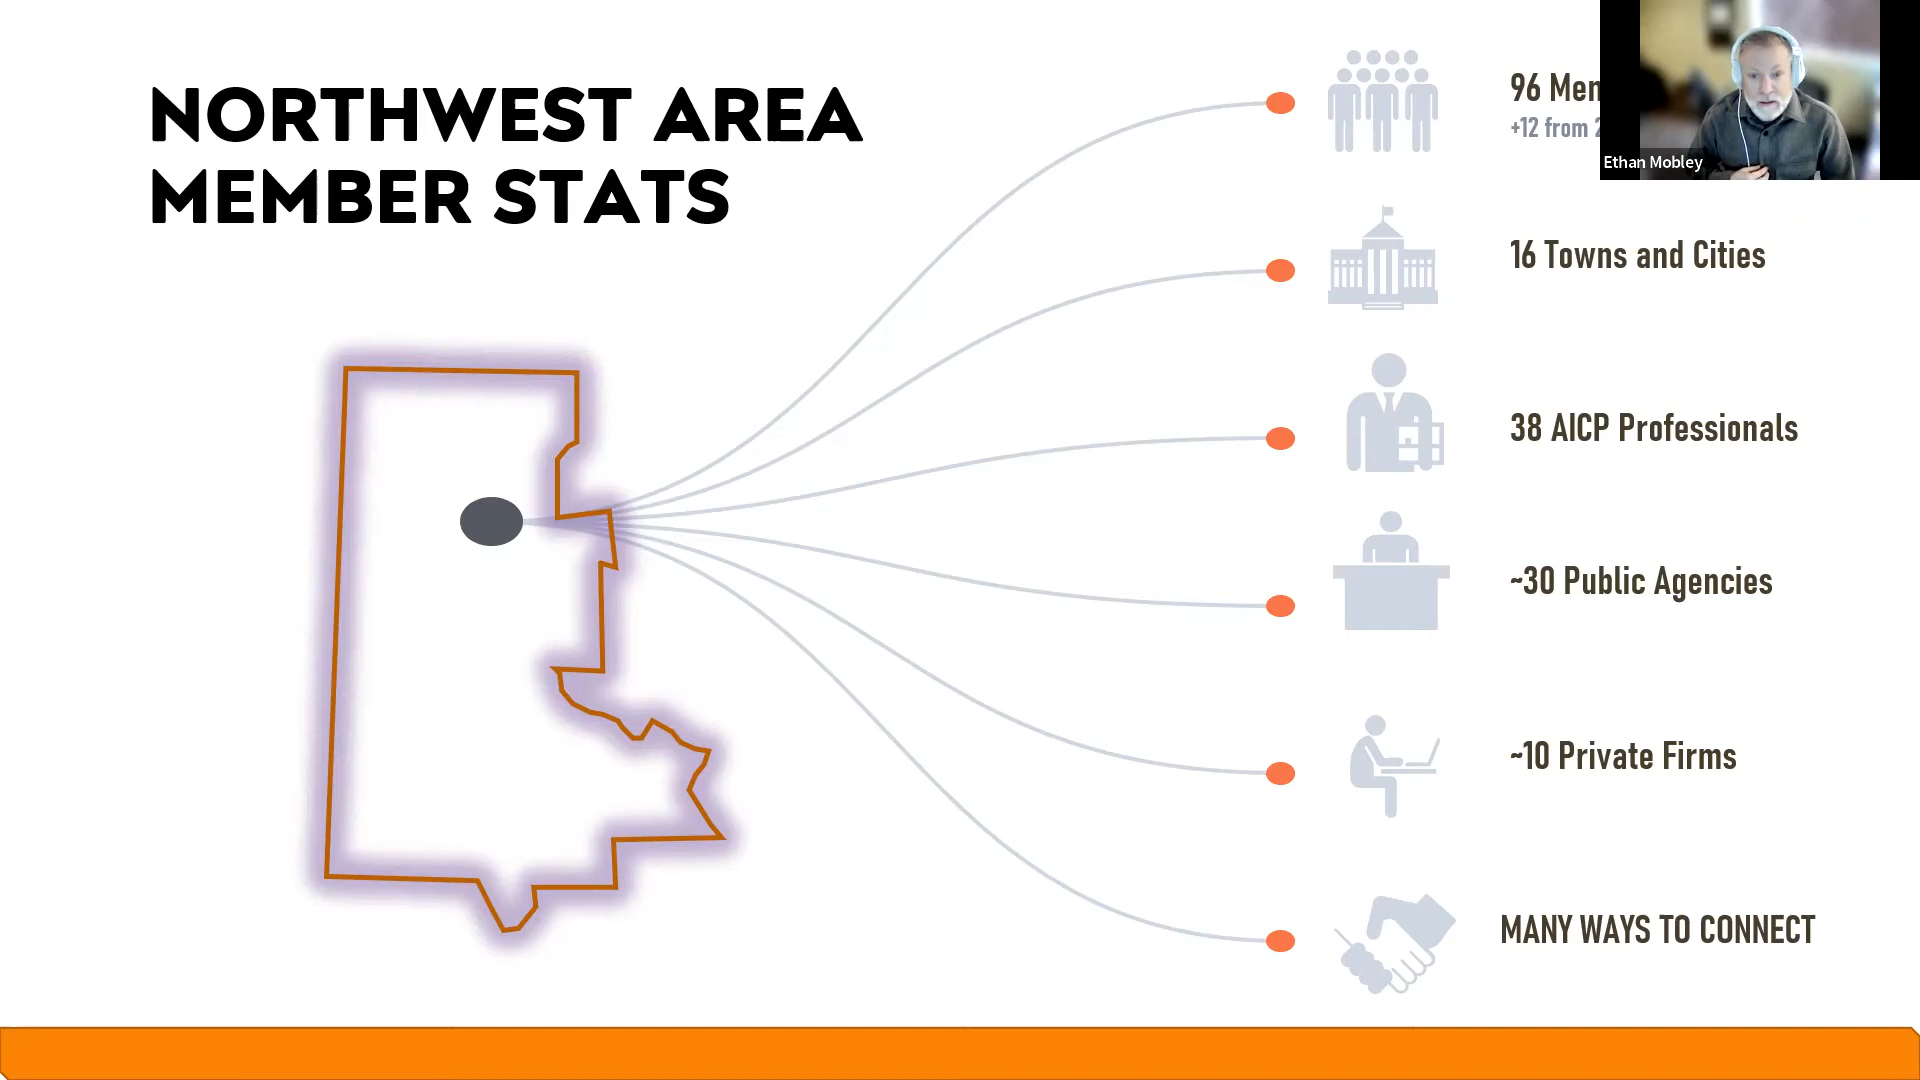 NORTHWEST AREA
MEMBER STATS
96
+12 from
Ethan Mobley
16 Towns and Cities
38 AICP Professionals
~30 Public Agencies
~10 Private Firms
MANY WAYS TO CONNECT